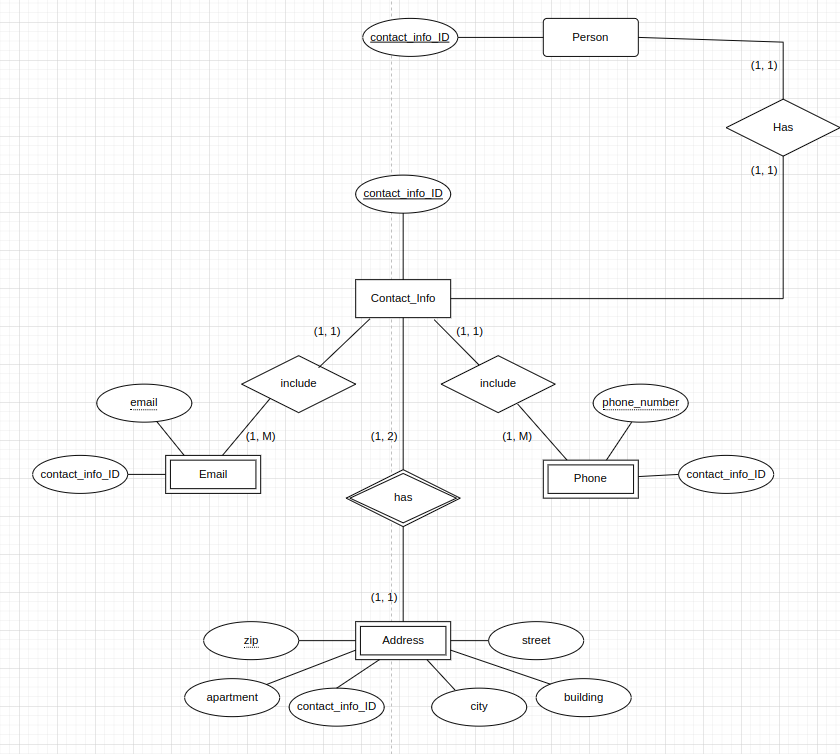 contact_info_ID
Person
(1, 1)
Has
(1, 1)
contact_info_ID
Contact_Info
(1, 1)
(1, 1)
include
include
email
phone_number
(1, M)
(1, 2)
(1, M)
contact_info_ID
Email
Phone
contact_info_ID
has
(1, 1)
zip
Address
street
apartment
contact_info_ID
city
building